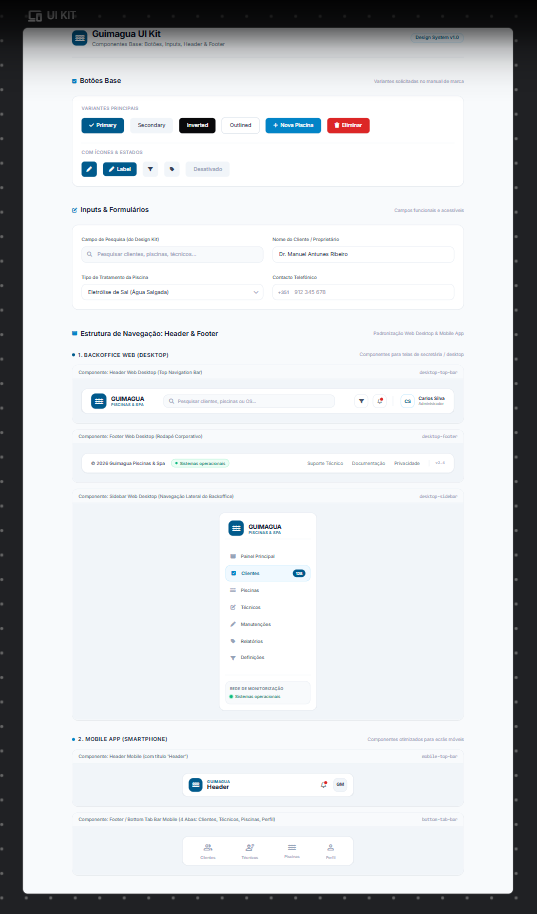 UI KIT
Guimagua UI Kit
Componentes Base: Botões, Inputs, Header & Footer
Design System v1.0
Botões Base
Variantes solicitadas no manual da marca
VARIANTES PRINCIPAIS
Primary
Secondary
Inverted
Outlined
+ Nova Piscina
Eliminar
COM ÍCONES & ESTADOS
Label
Desativado
Inputs & Formulários
Campos funcionais e acessíveis
Campo de Pesquisa (do Design Kit)
Nome do Cliente / Proprietário
Pesquisar clientes, piscinas, técnicos...
Dr. Manuel Antunes Ribeiro
Tipo de Tratamento da Piscina
Contacto Telefónico
Eletrólise de Sal (Água Salgada)
+351
912 345 678
Estrutura de Navegação: Header & Footer
Padronização Web Desktop & Mobile App
1. BACKOFFICE WEB (DESKTOP)
Componentes para telas de secretária / desktop
Componente: Header Web Desktop (Top Navigation Bar)
desktop-top-bar
GUIMAGUA
PISCINAS & SPA
Pesquisar clientes, piscinas ou OS...
CS
Carlos Silva
Administrador
Componente: Footer Web Desktop (Rodapé Corporativo)
desktop-footer
© 2026 Guimagua Piscinas & Spa
Sistemas operacionais
Suporte Técnico
Documentação
Privacidade
Componente: Sidebar Web Desktop (Navegação Lateral do Backoffice)
desktop-sidebar
GUIMAGUA
PISCINAS & SPA
Painel Principal
Clientes
128
Piscinas
Técnicos
Manutenções
Relatórios
Definições
REDE DE MONITORIZAÇÃO
Sistemas operacionais
2. MOBILE APP (SMARTPHONE)
Componentes otimizados para ecrãs móveis
Componente: Header Mobile (com título "Header")
mobile-top-bar
GUIMAGUA
Header
GM
Componente: Footer / Bottom Tab Bar Mobile (4 Abas: Clientes, Técnicos, Piscinas, Perfil)
bottom-tab-bar
Clientes
Técnicos
Piscinas
Perfil